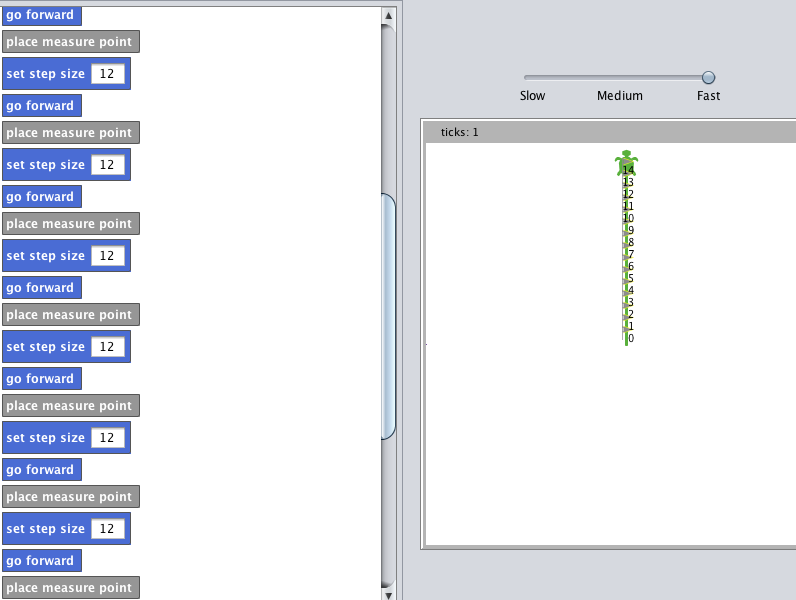 go forward
place measure point
set step size 12
go forward
place measure point
set step size 12
go forward
place measure point
set step size 12
go forward
place measure point
set step size 12
go forward
place measure point
set step size 12
go forward
place measure point
set step size 12
go forward
place measure point
Slow Medium Fast
ticks: 1
14
13
12
11
10
9
8
7
6
5
4
3
2
1
0